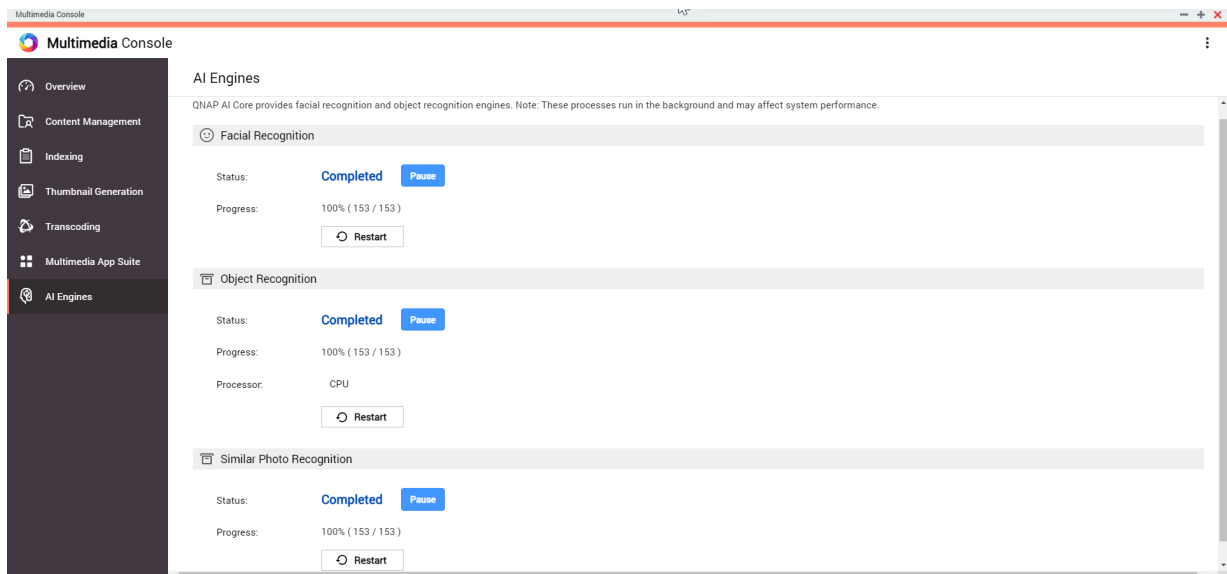 Multimedia Console
Multimedia Console
Overview
Content Management
Indexing
Thumbnail Generation
Transcoding
Multimedia App Suite
AI Engines
AI Engines
QNAP AI Core provides facial recognition and object recognition engines. Note: These processes run in the background and may affect system performance.
Facial Recognition
Status: Completed Pause
Progress: 100% ( 153 / 153 )
Restart
Object Recognition
Status: Completed Pause
Progress: 100% ( 153 / 153 )
Processor: CPU
Restart
Similar Photo Recognition
Status: Completed Pause
Progress: 100% ( 153 / 153 )
Restart